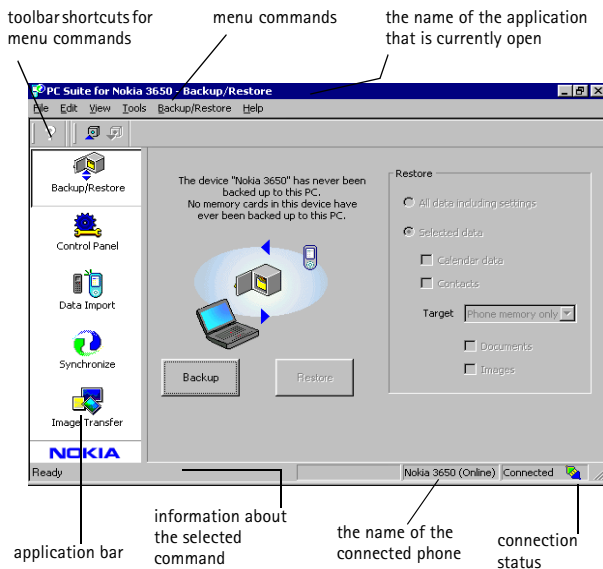 toolbar shortcuts for
menu commands
menu commands
the name of the application
that is currently open
PC Suite for Nokia 3650 - Backup/Restore
File Edit View Tools Backup/Restore Help
Backup/Restore
Control Panel
Data Import
Synchronize
Image Transfer
NOKIA
The device "Nokia 3650" has never been
backed up to this PC.
No memory cards in this device have
ever been backed up to this PC.
Backup
Restore
Restore
All data including settings
Selected data
Calendar data
Contacts
Target Phone memory only
Documents
Images
Ready
Nokia 3650 (Online) Connected
application bar
information about
the selected
command
the name of the
connected phone
connection
status